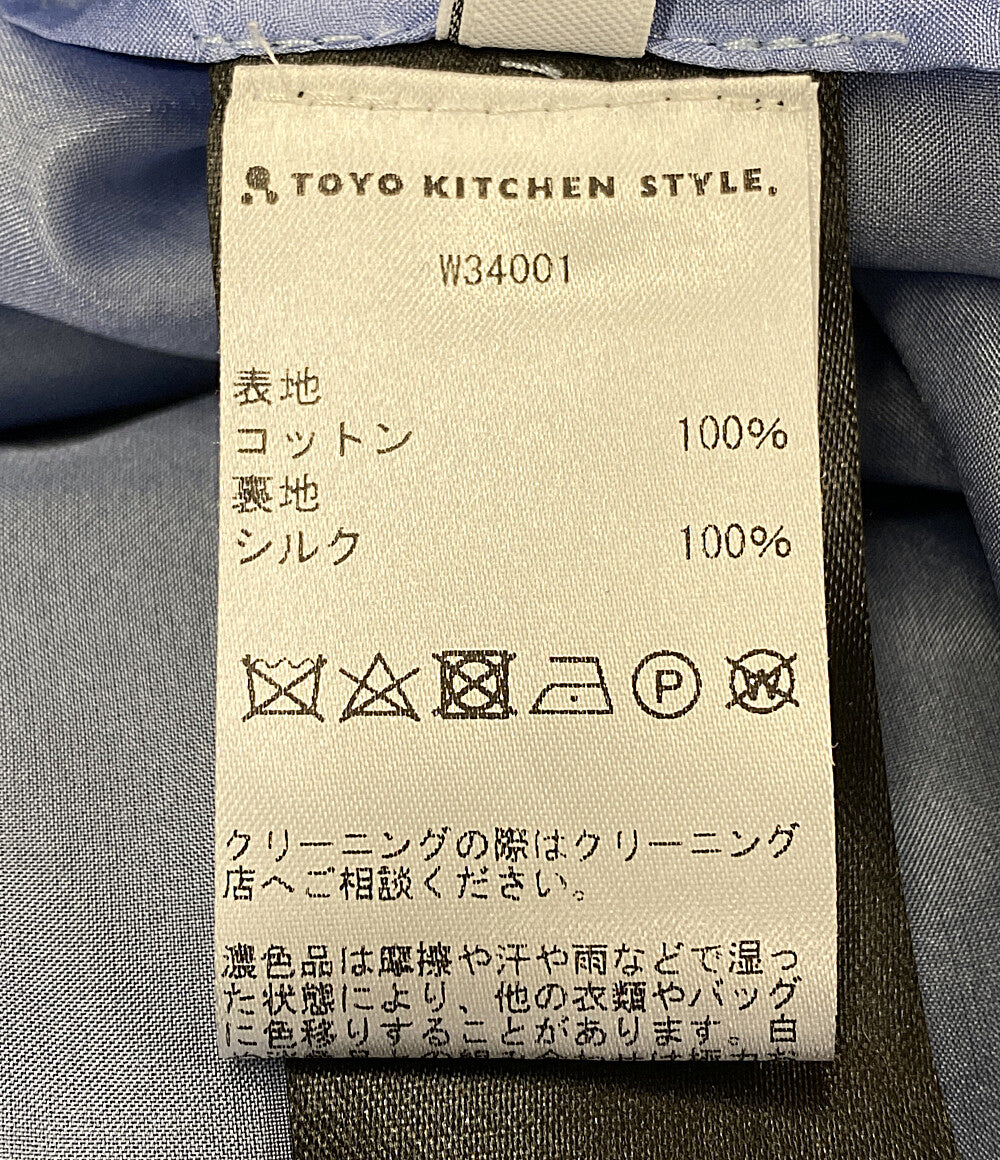 TOYO KITCHEN STYLE.
W34001
表地
コットン 100%
裏地
シルク 100%
P
W
クリーニングの際はクリーニング
店へご相談ください。
濃色品は摩擦や汗や雨などで湿っ
た状態により、他の衣類やバッグ
に色移りすることがあります。白